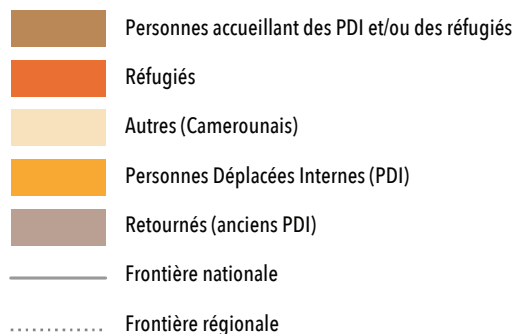 Personnes accueillant des PDI et/ou des réfugiés
Réfugiés
Autres (Camerounais)
Personnes Déplacées Internes (PDI)
Retournés (anciens PDI)
Frontière nationale
Frontière régionale